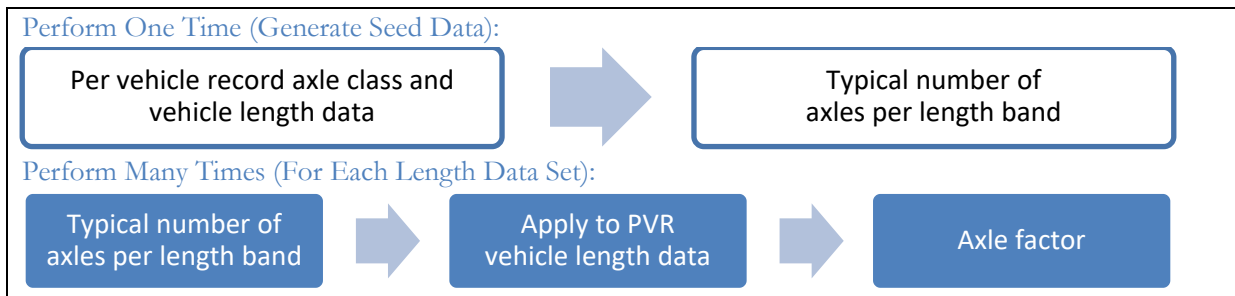 Perform One Time (Generate Seed Data):
Per vehicle record axle class and
vehicle length data
Typical number of
axles per length band
Perform Many Times (For Each Length Data Set):
Typical number of
axles per length band
Apply to PVR
vehicle length data
Axle factor